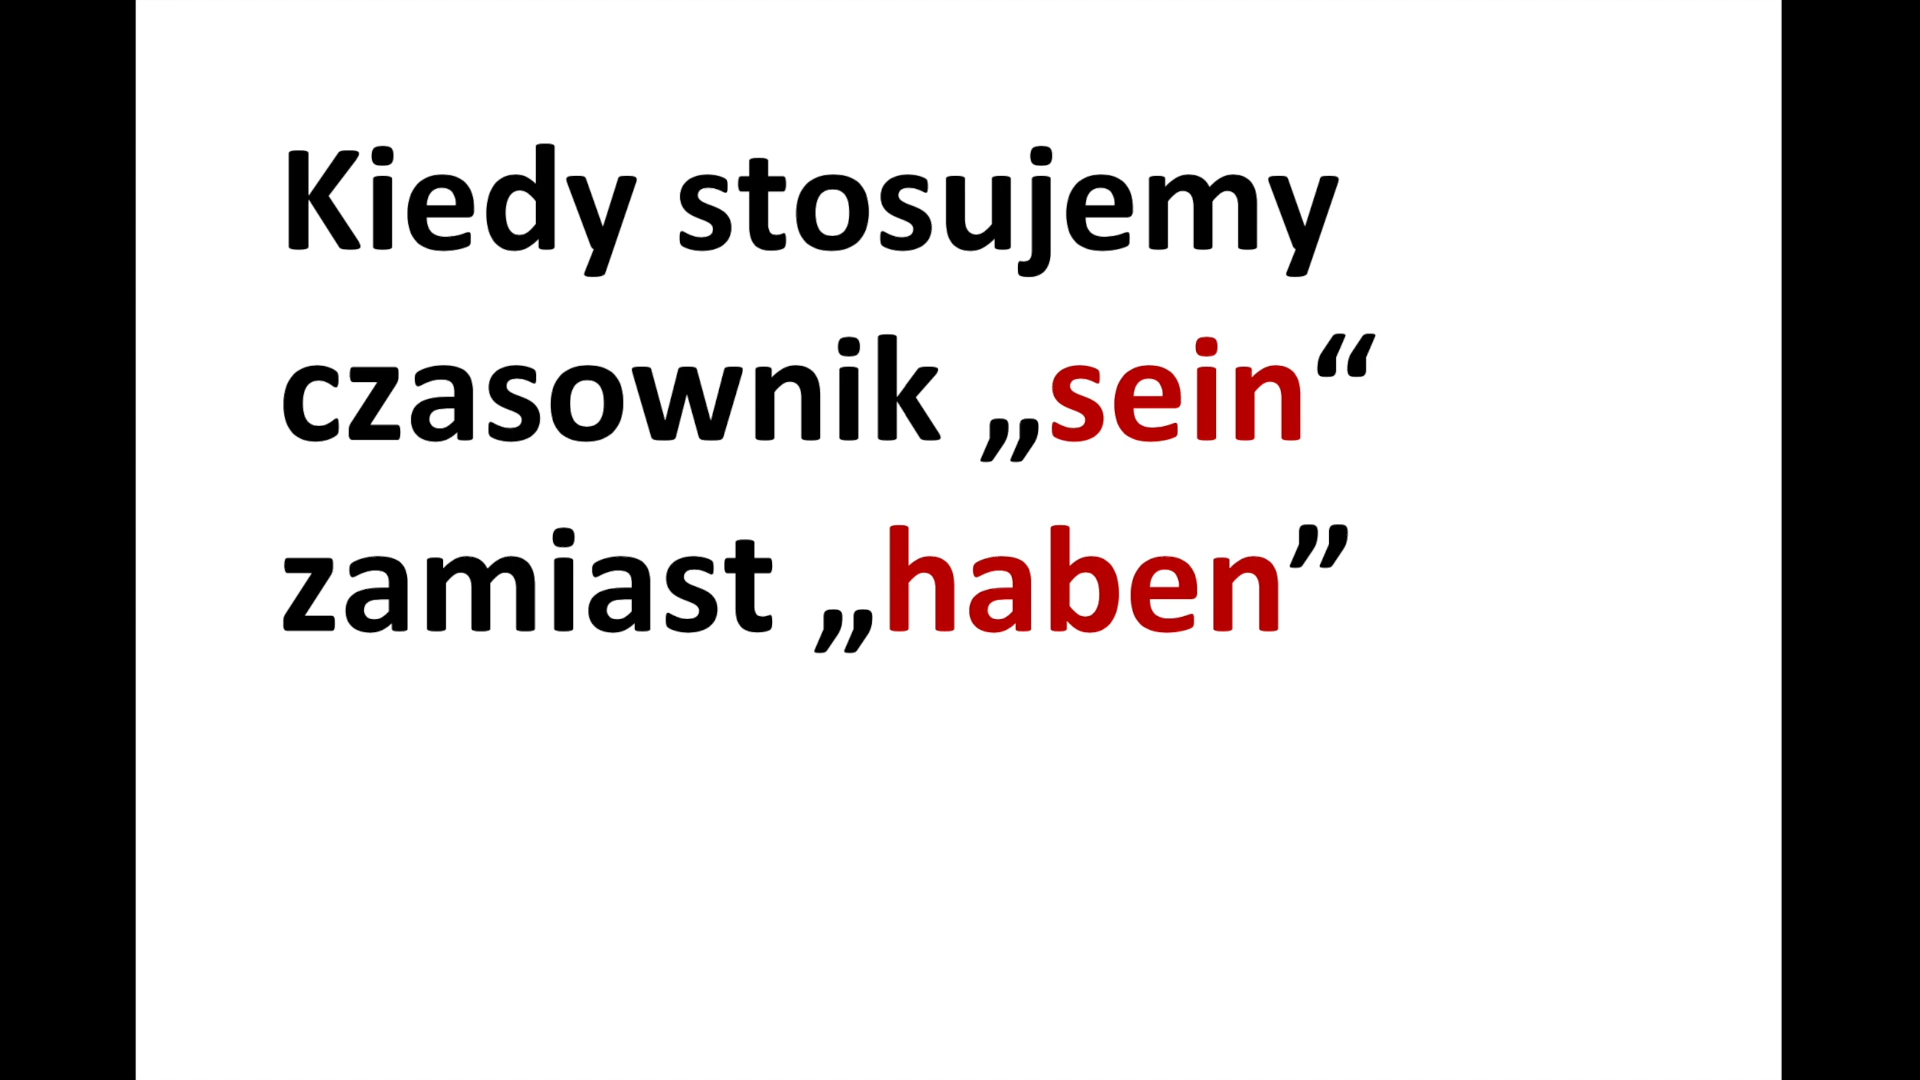 Kiedy stosujemy
czasownik „sein“
zamiast „haben”